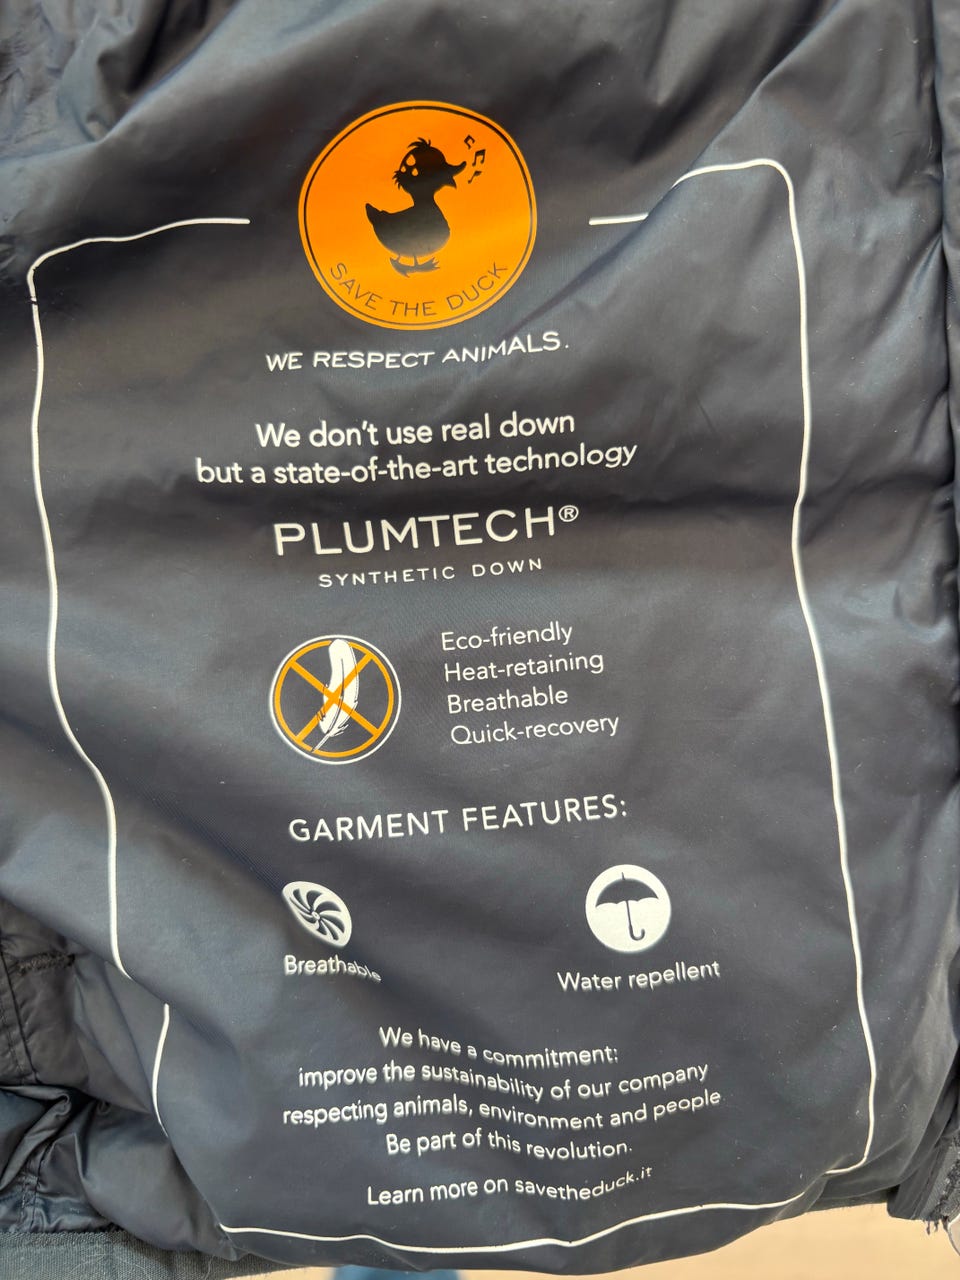 SAVE THE DUCK
WE RESPECT ANIMALS.
We don't use real down
but a state-of-the-art technology
PLUMTECH®
SYNTHETIC DOWN
Eco-friendly
Heat-retaining
Breathable
Quick-recovery
GARMENT FEATURES:
Breathable
Water repellent
We have a commitment:
improve the sustainability of our company
respecting animals, environment and people
Be part of this revolution.
Learn more on savetheduck.it